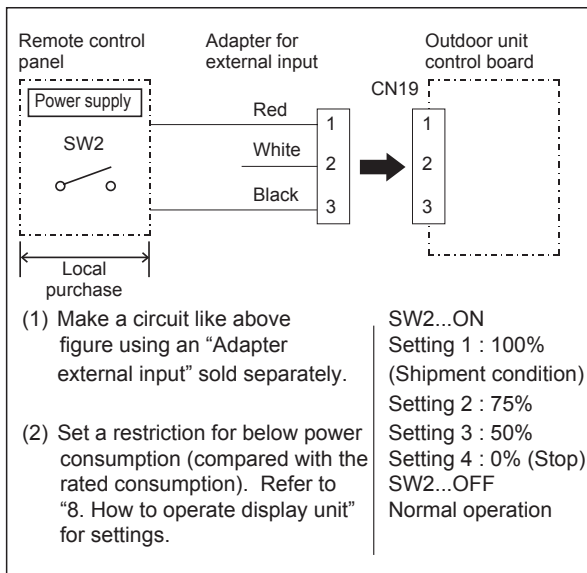 Remote control
panel
Adapter for
external input
Outdoor unit
control board
Power supply
SW2
Red
White
Black
1
2
3
CN19
1
2
3
Local
purchase
(1) Make a circuit like above
figure using an “Adapter
external input” sold separately.
(2) Set a restriction for below power
consumption (compared with the
rated consumption). Refer to
“8. How to operate display unit”
for settings.
SW2...ON
Setting 1 : 100%
(Shipment condition)
Setting 2 : 75%
Setting 3 : 50%
Setting 4 : 0% (Stop)
SW2...OFF
Normal operation